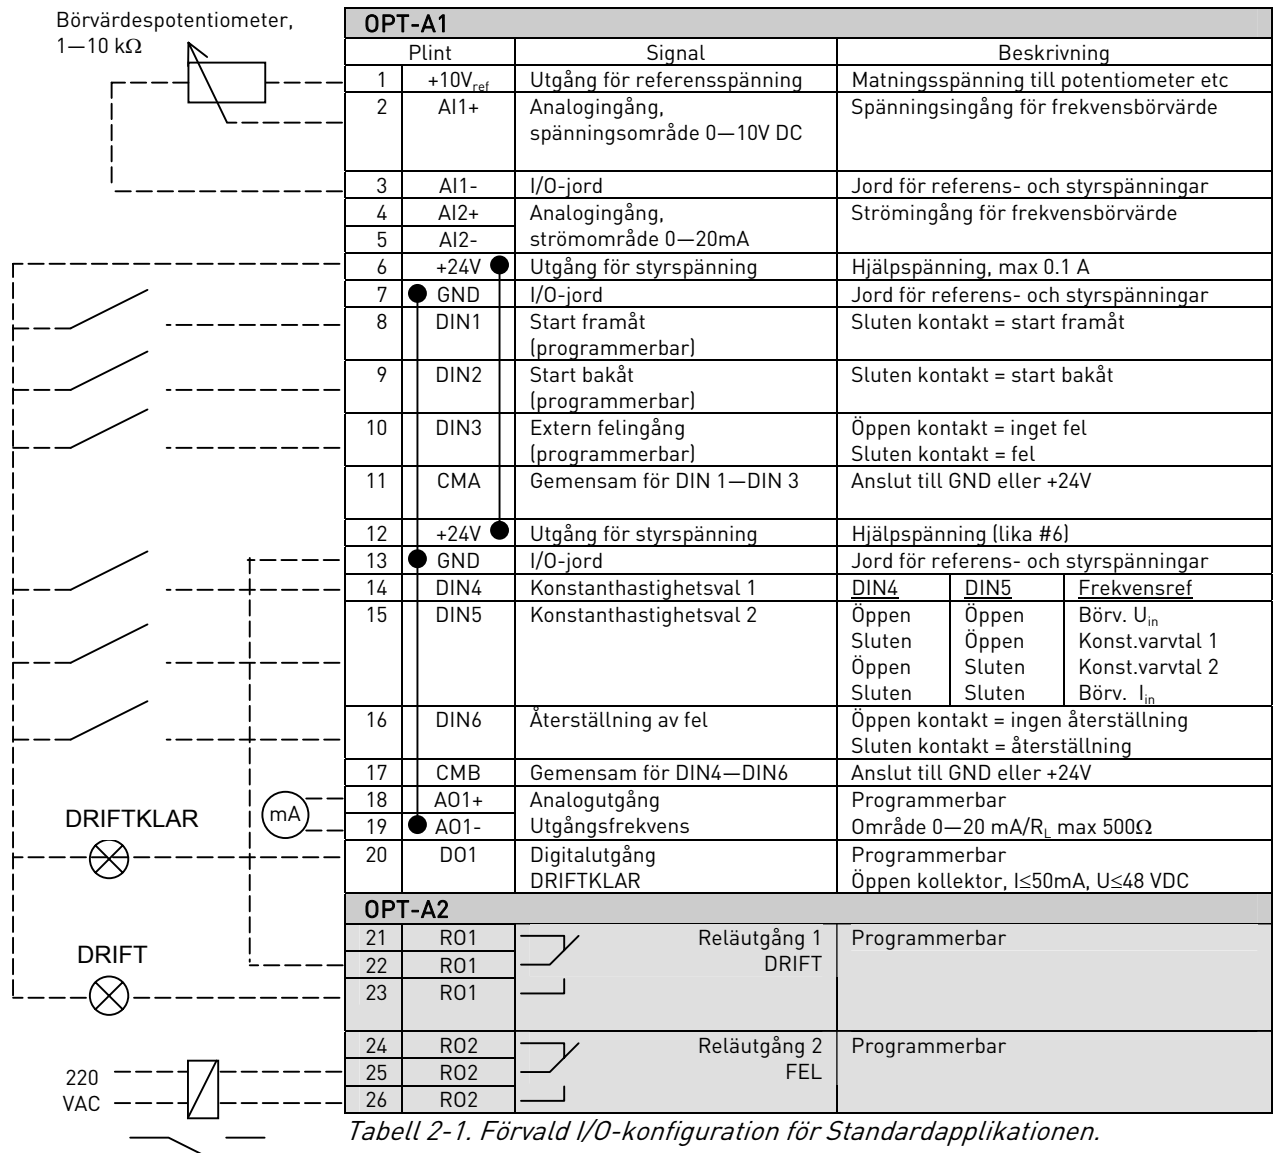 Börvärdespotentiometer,
1—10 kΩ
OPT-A1
Plint Signal Beskrivning
1 +10Vref Utgång för referensspänning Matningsspänning till potentiometer etc
2 AI1+ Analogingång, Spänningsingång för frekvensbörvärde
spänningsområde 0—10V DC
3 AI1- I/O-jord Jord för referens- och styrspänningar
4 AI2+ Analogingång, Strömingång för frekvensbörvärde
5 AI2- strömområde 0—20mA
6 +24V Utgång för styrspänning Hjälpspänning, max 0.1 A
7 GND I/O-jord Jord för referens- och styrspänningar
8 DIN1 Start framåt Sluten kontakt = start framåt
(programmerbar)
9 DIN2 Start bakåt Sluten kontakt = start bakåt
(programmerbar)
10 DIN3 Extern felingång Öppen kontakt = inget fel
(programmerbar) Sluten kontakt = fel
11 CMA Gemensam för DIN 1—DIN 3 Anslut till GND eller +24V
12 +24V Utgång för styrspänning Hjälpspänning (lika #6)
13 GND I/O-jord Jord för referens- och styrspänningar
14 DIN4 Konstanthastighetsval 1 DIN4 DIN5 Frekvensref
15 DIN5 Konstanthastighetsval 2 Öppen Öppen Börv. Uin
Sluten Öppen Konst.varvtal 1
Öppen Sluten Konst.varvtal 2
Sluten Sluten Börv. Iin
16 DIN6 Återställning av fel Öppen kontakt = ingen återställning
Sluten kontakt = återställning
17 CMB Gemensam för DIN4—DIN6 Anslut till GND eller +24V
18 AO1+ Analogutgång Programmerbar
19 AO1- Utgångsfrekvens Område 0—20 mA/RL max 500Ω
DRIFTKLAR mA
20 DO1 Digitalutgång Programmerbar
DRIFTKLAR Öppen kollektor, I≤50mA, U≤48 VDC
OPT-A2
21 RO1 Reläutgång 1 Programmerbar
DRIFT
22 RO1 DRIFT
23 RO1
24 RO2 Reläutgång 2 Programmerbar
25 RO2 FEL
26 RO2
220
VAC
Tabell 2-1. Förvald I/O-konfiguration för Standardapplikationen.